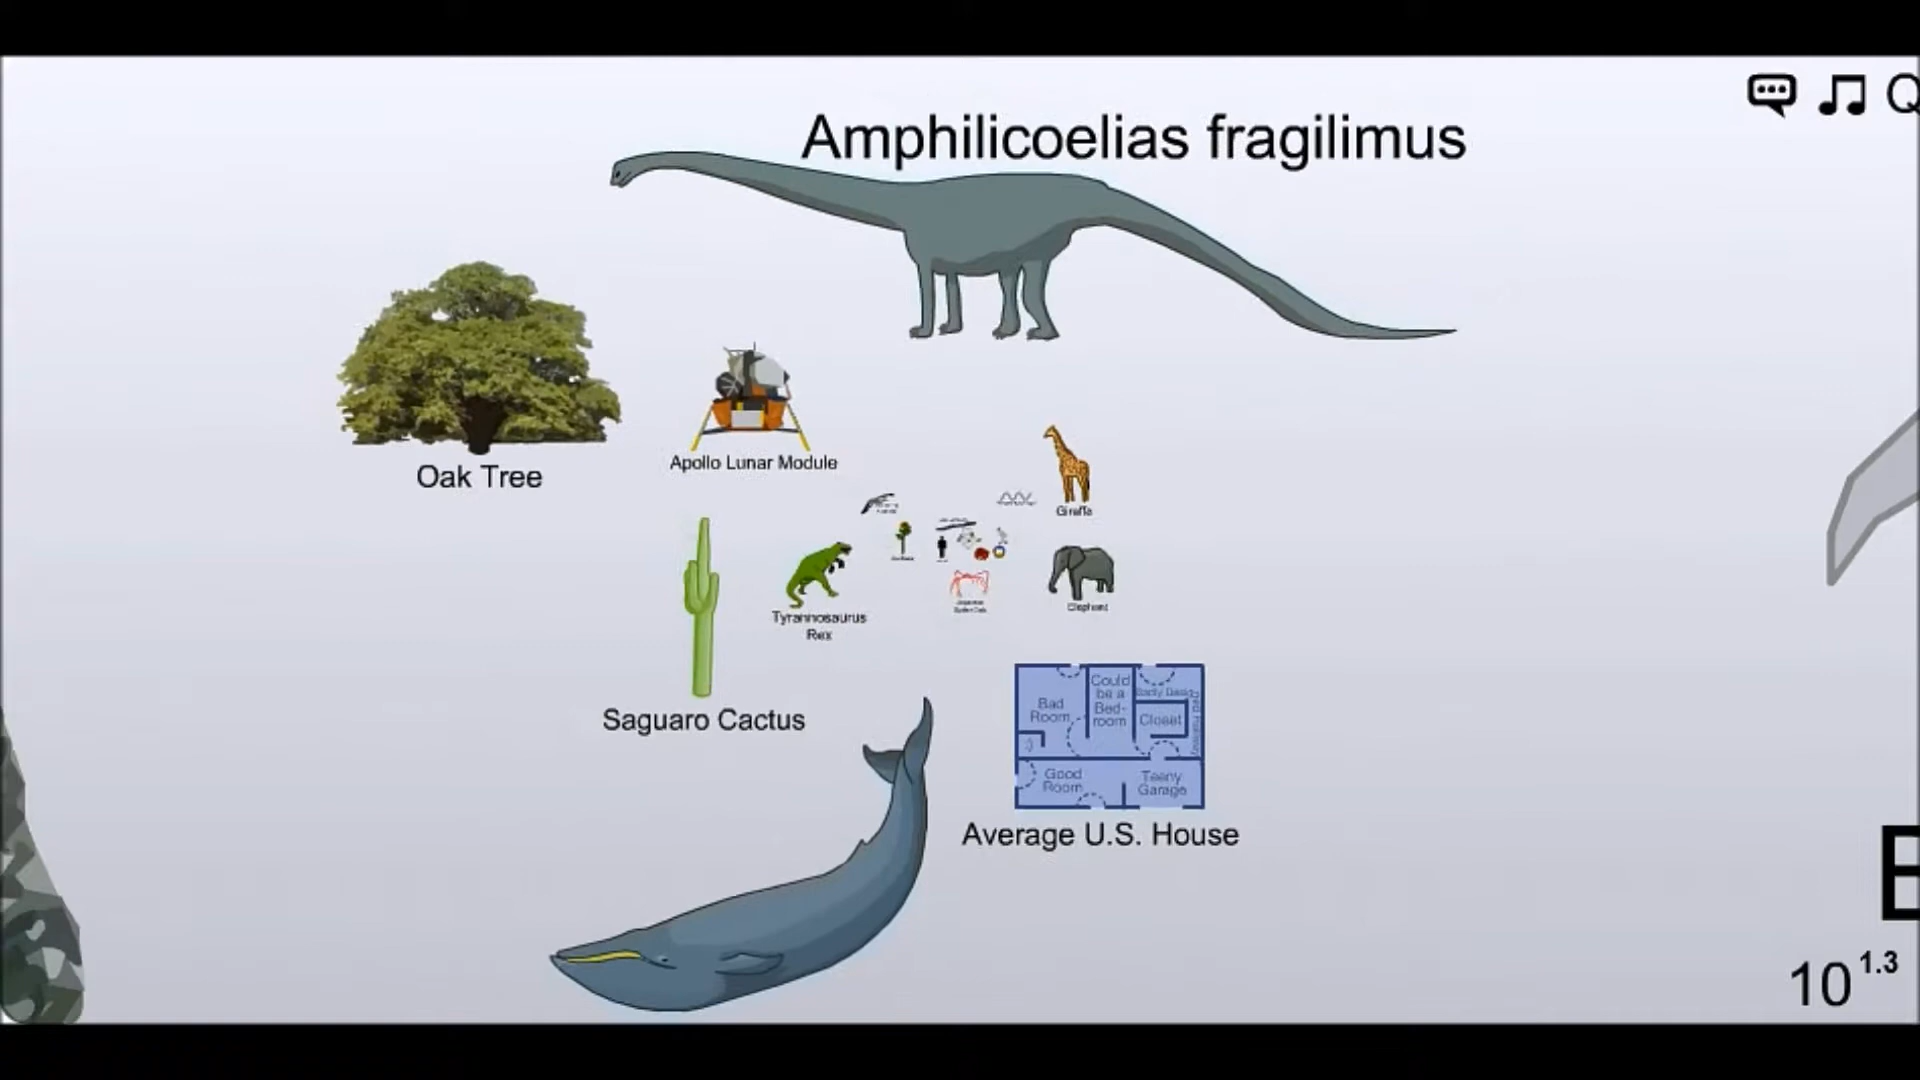 Amphilicoelias fragilimus
Oak Tree
Apollo Lunar Module
Giraffe
Tyrannosaurus
Rex
Elephant
Saguaro Cactus
Bad
Room
Could
be a
Bed-
room
Closet
Good
Room
Teeny
Garage
Average U.S. House
10 1.3